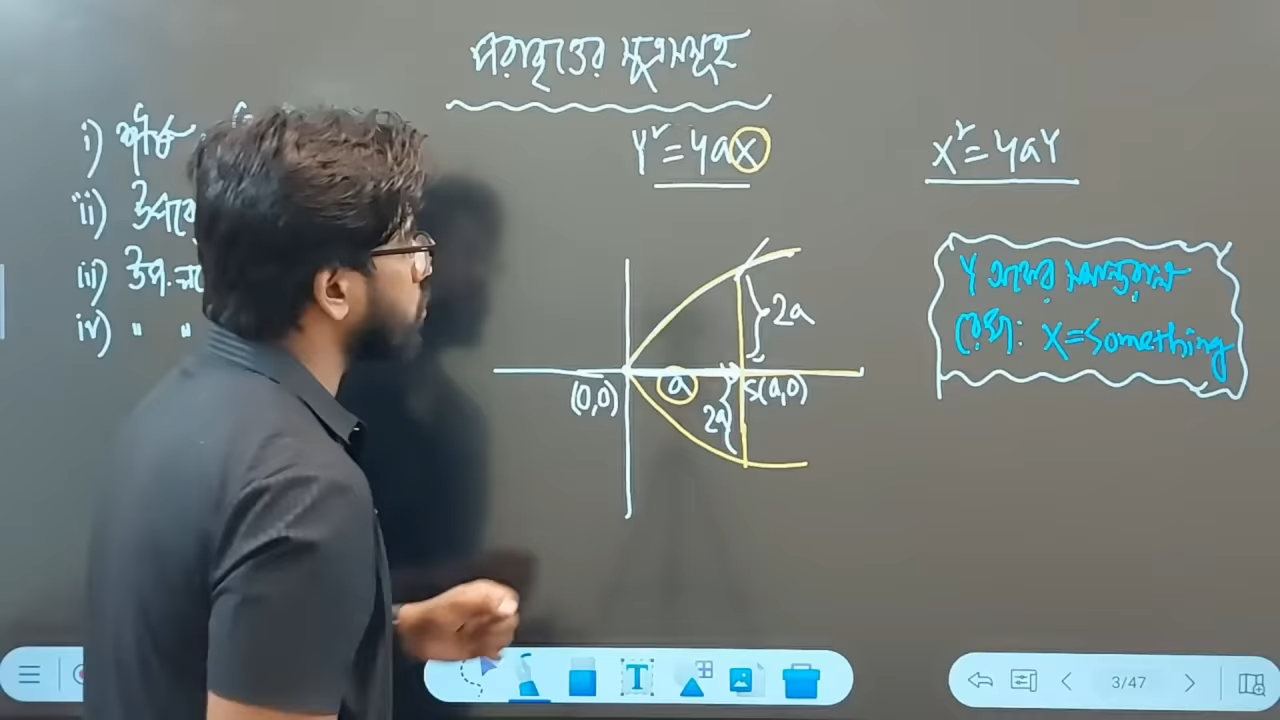 পরাবৃত্তের সূত্রসমূহ
Y² = 4aX
X² = 4aY
i) শীর্ষ
ii)
iii) উপ.
iv) " "
Y অক্ষের সমান্তরাল
রেখা: X=Something
2a
(0,0)
a
S(a,0)
2a
T
3/47